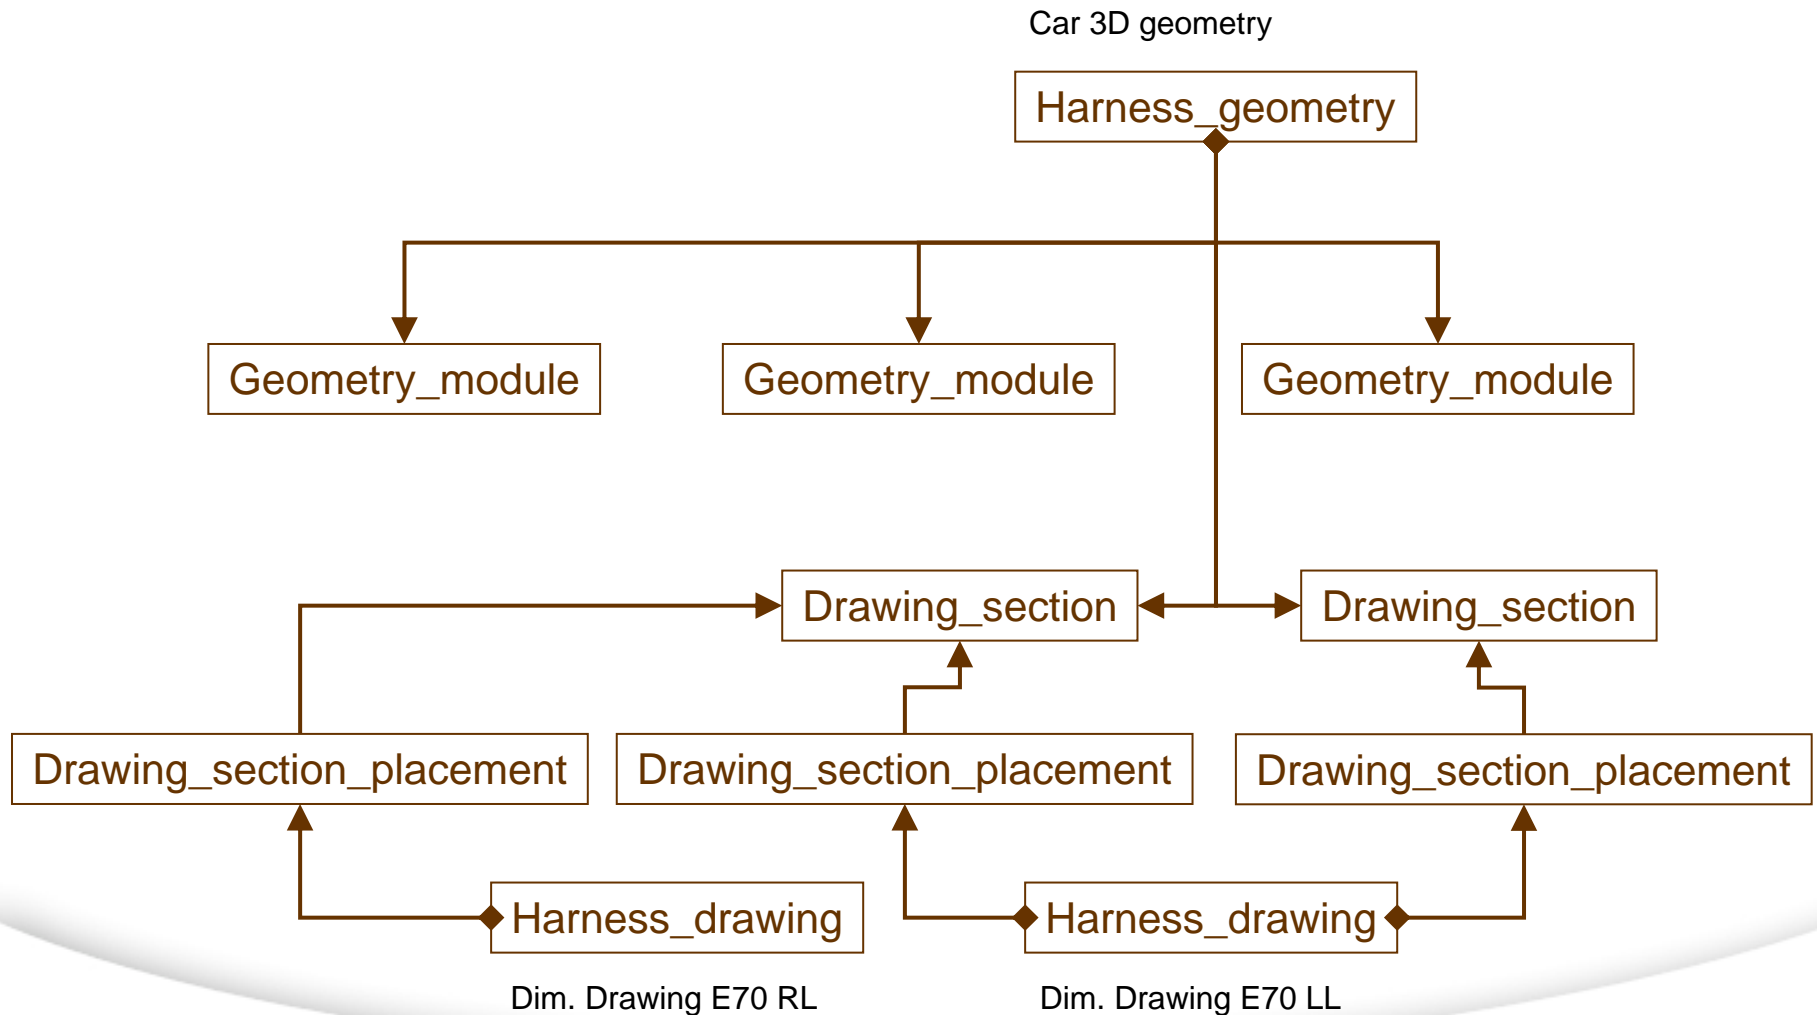 Car 3D geometry
Harness_geometry
Geometry_module
Geometry_module
Geometry_module
Drawing_section
Drawing_section
Drawing_section_placement
Drawing_section_placement
Drawing_section_placement
Harness_drawing
Harness_drawing
Dim. Drawing E70 RL
Dim. Drawing E70 LL